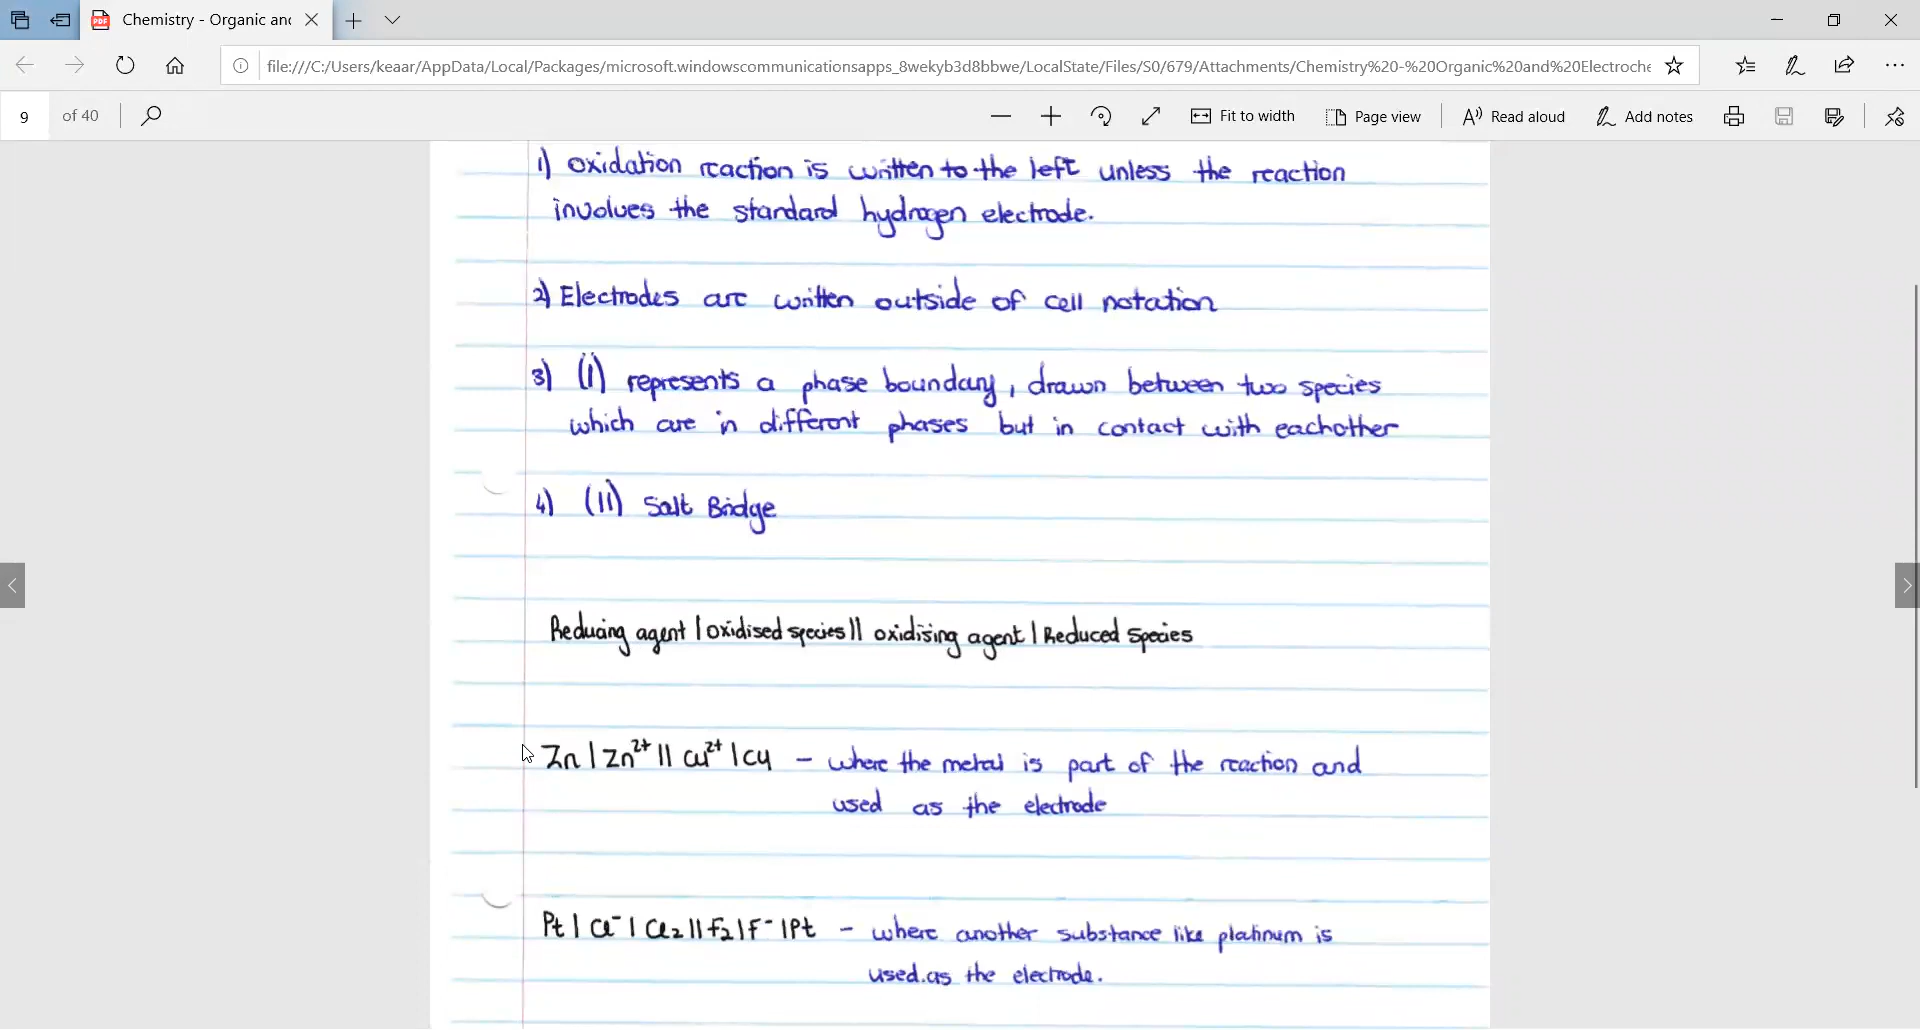 Chemistry - Organic and
file:///C:/Users/keaar/AppData/Local/Packages/microsoft.windowscommunicationsapps_8wekyb3d8bbwe/LocalState/Files/S0/679/Attachments/Chemistry%20-%20Organic%20and%20Electroche
9 of 40 Fit to width Page view Read aloud Add notes
1) oxidation reaction is written to the left unless the reaction
involves the standard hydrogen electrode.
2) Electrodes are written outside of cell notation
3) (|) represents a phase boundary, drawn between two species
which are in different phases but in contact with eachother
4) (||) Salt Bridge
Reducing agent | oxidised species || oxidising agent | Reduced species
Zn | Zn²⁺ || Cu²⁺ | Cu – where the metal is part of the reaction and
used as the electrode
Pt | Cl⁻ | Cl₂ || F₂ | F⁻ | Pt – where another substance like platinum is
used as the electrode.